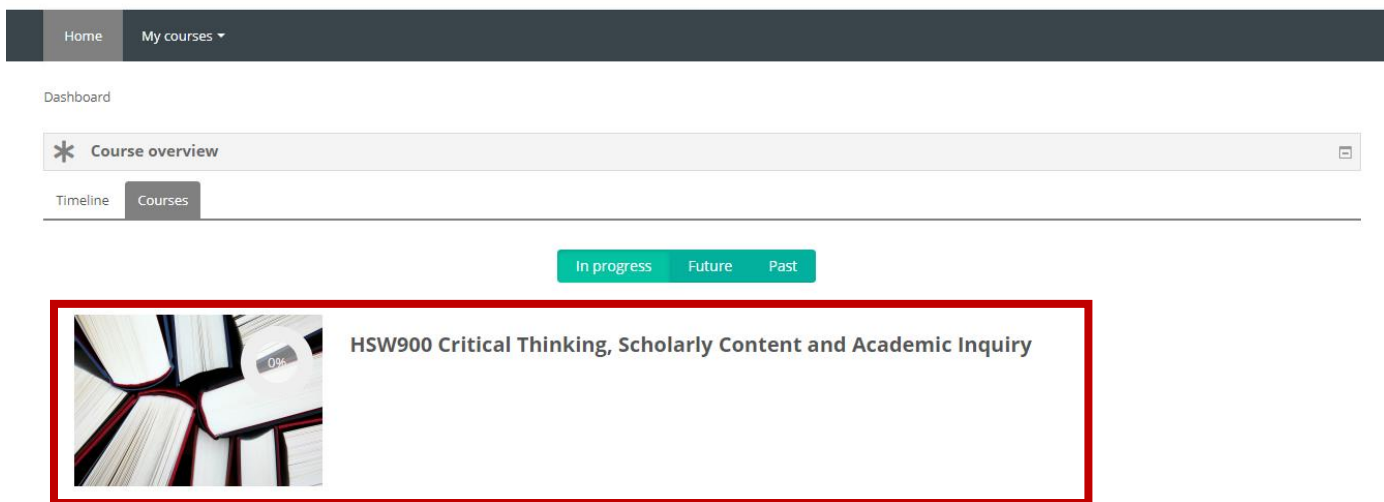 Home My courses
Dashboard
Course overview
Timeline Courses
In progress Future Past
0%
HSW900 Critical Thinking, Scholarly Content and Academic Inquiry